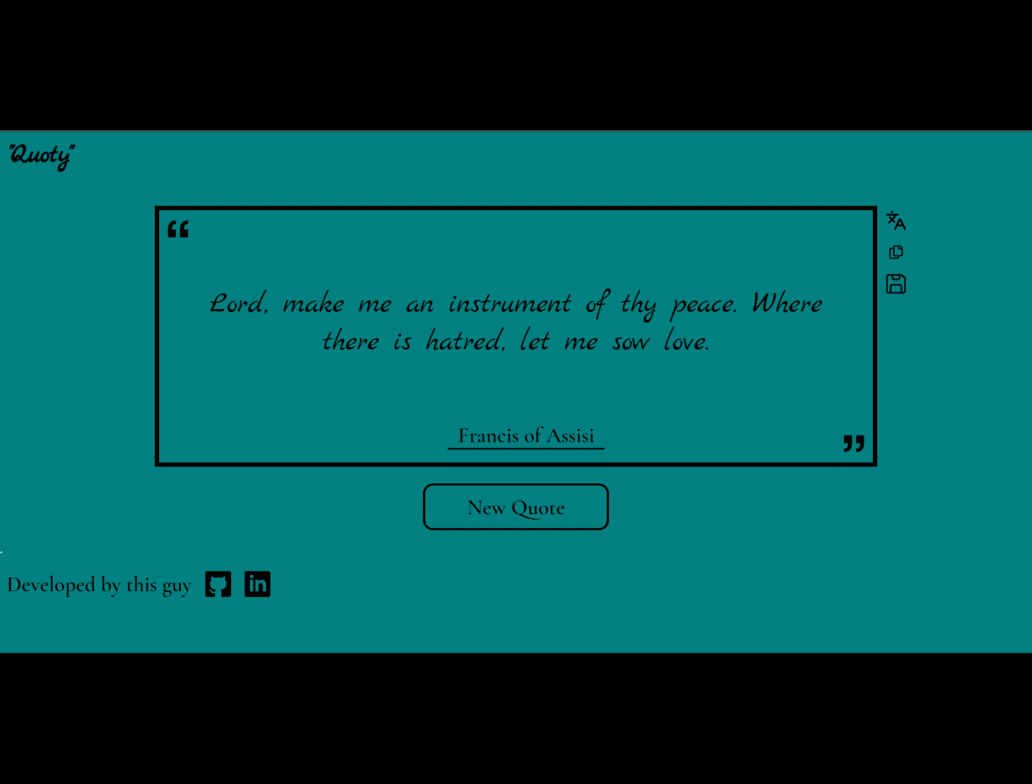 "Quoty"
Lord, make me an instrument of thy peace. Where
there is hatred, let me sow love.
Francis of Assisi
New Quote
Developed by this guy